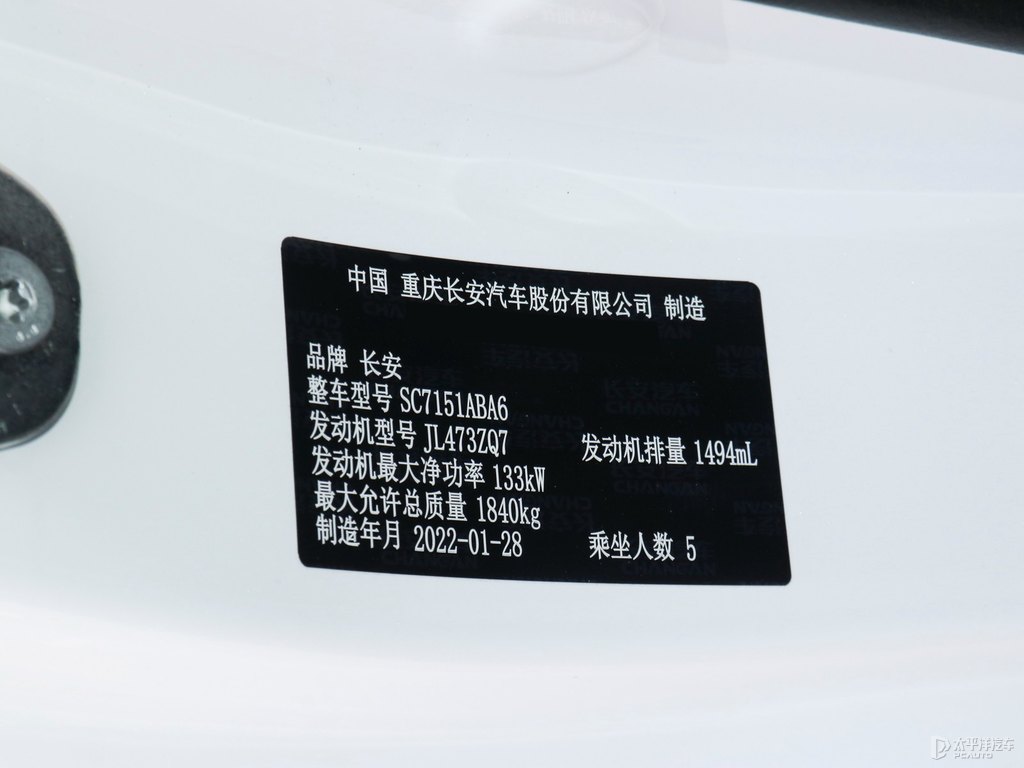 中国 重庆长安汽车股份有限公司 制造
品牌 长安
整车型号 SC7151ABA6
发动机型号 JL473ZQ7 发动机排量 1494mL
发动机最大净功率 133kW
最大允许总质量 1840kg
制造年月 2022-01-28 乘坐人数 5
太平洋汽车
PCAUTO